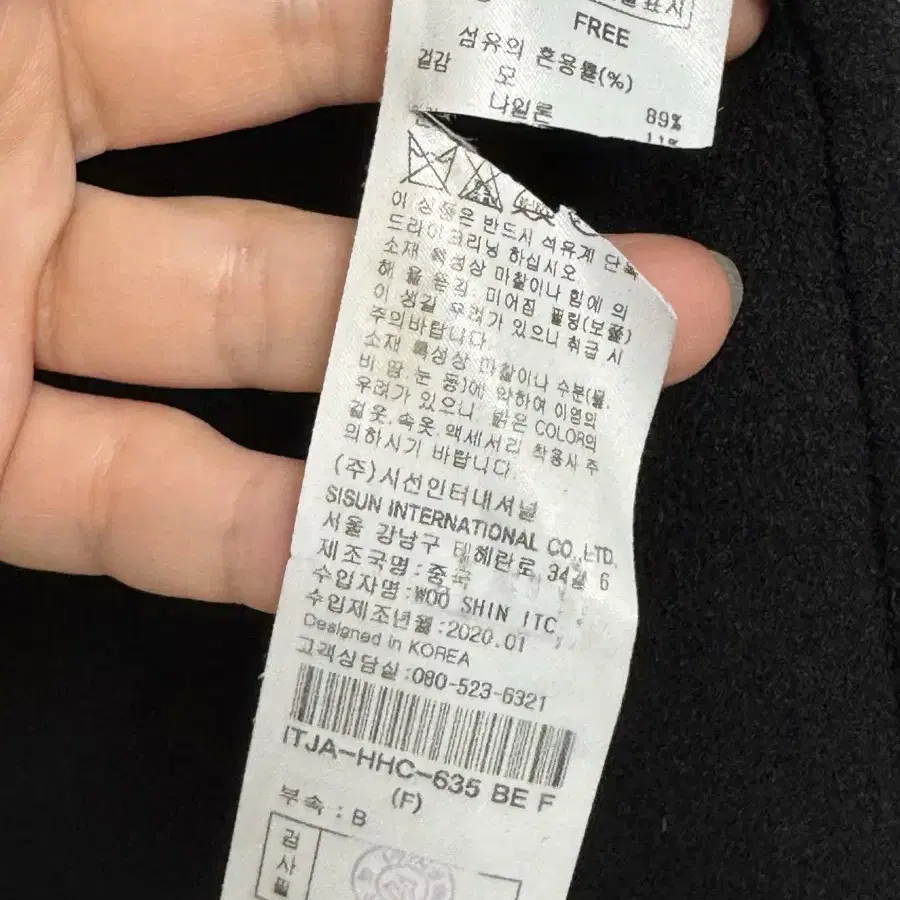 표시
FREE
섬유의 혼용률(%)
겉감 모 89%
나일론 11%
이 상품은 반드시 석유계 단독
드라이크리닝 하십시오
소재 특성상 마찰이나 힘에 의
해 올뜯김, 미어짐 필링(보풀)
이 생길 우려가 있으니 취급 시
주의바랍니다.
소재 특성상 마찰이나 수분(물,
비 땀 눈 등)에 약하여 이염의
우려가 있으니 밝은 COLOR의
겉옷,속옷,액세서리 착용시 주
의하시기 바랍니다.
(주)시선인터내셔널
SISUN INTERNATIONAL CO.,LTD.
서울 강남구 테헤란로 34길 6
제조국명:중국
수입자명:WOO SHIN ITC
수입제조년월:2020.01
Designed in KOREA
고객상담실:080-523-6321
ITJA-HHC-635 BE F
(F)
부속 : B
검사필